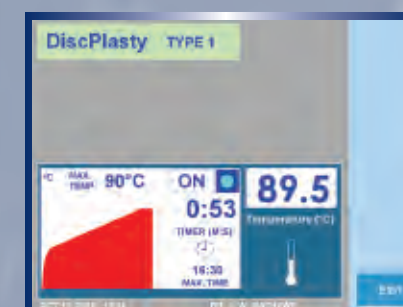 DiscPlasty TYPE 1
°C MAX. TEMP 90°C ON 89.5
0:53 Temperature (°C)
TIMER (M:S)
16:30
MAX. TIME